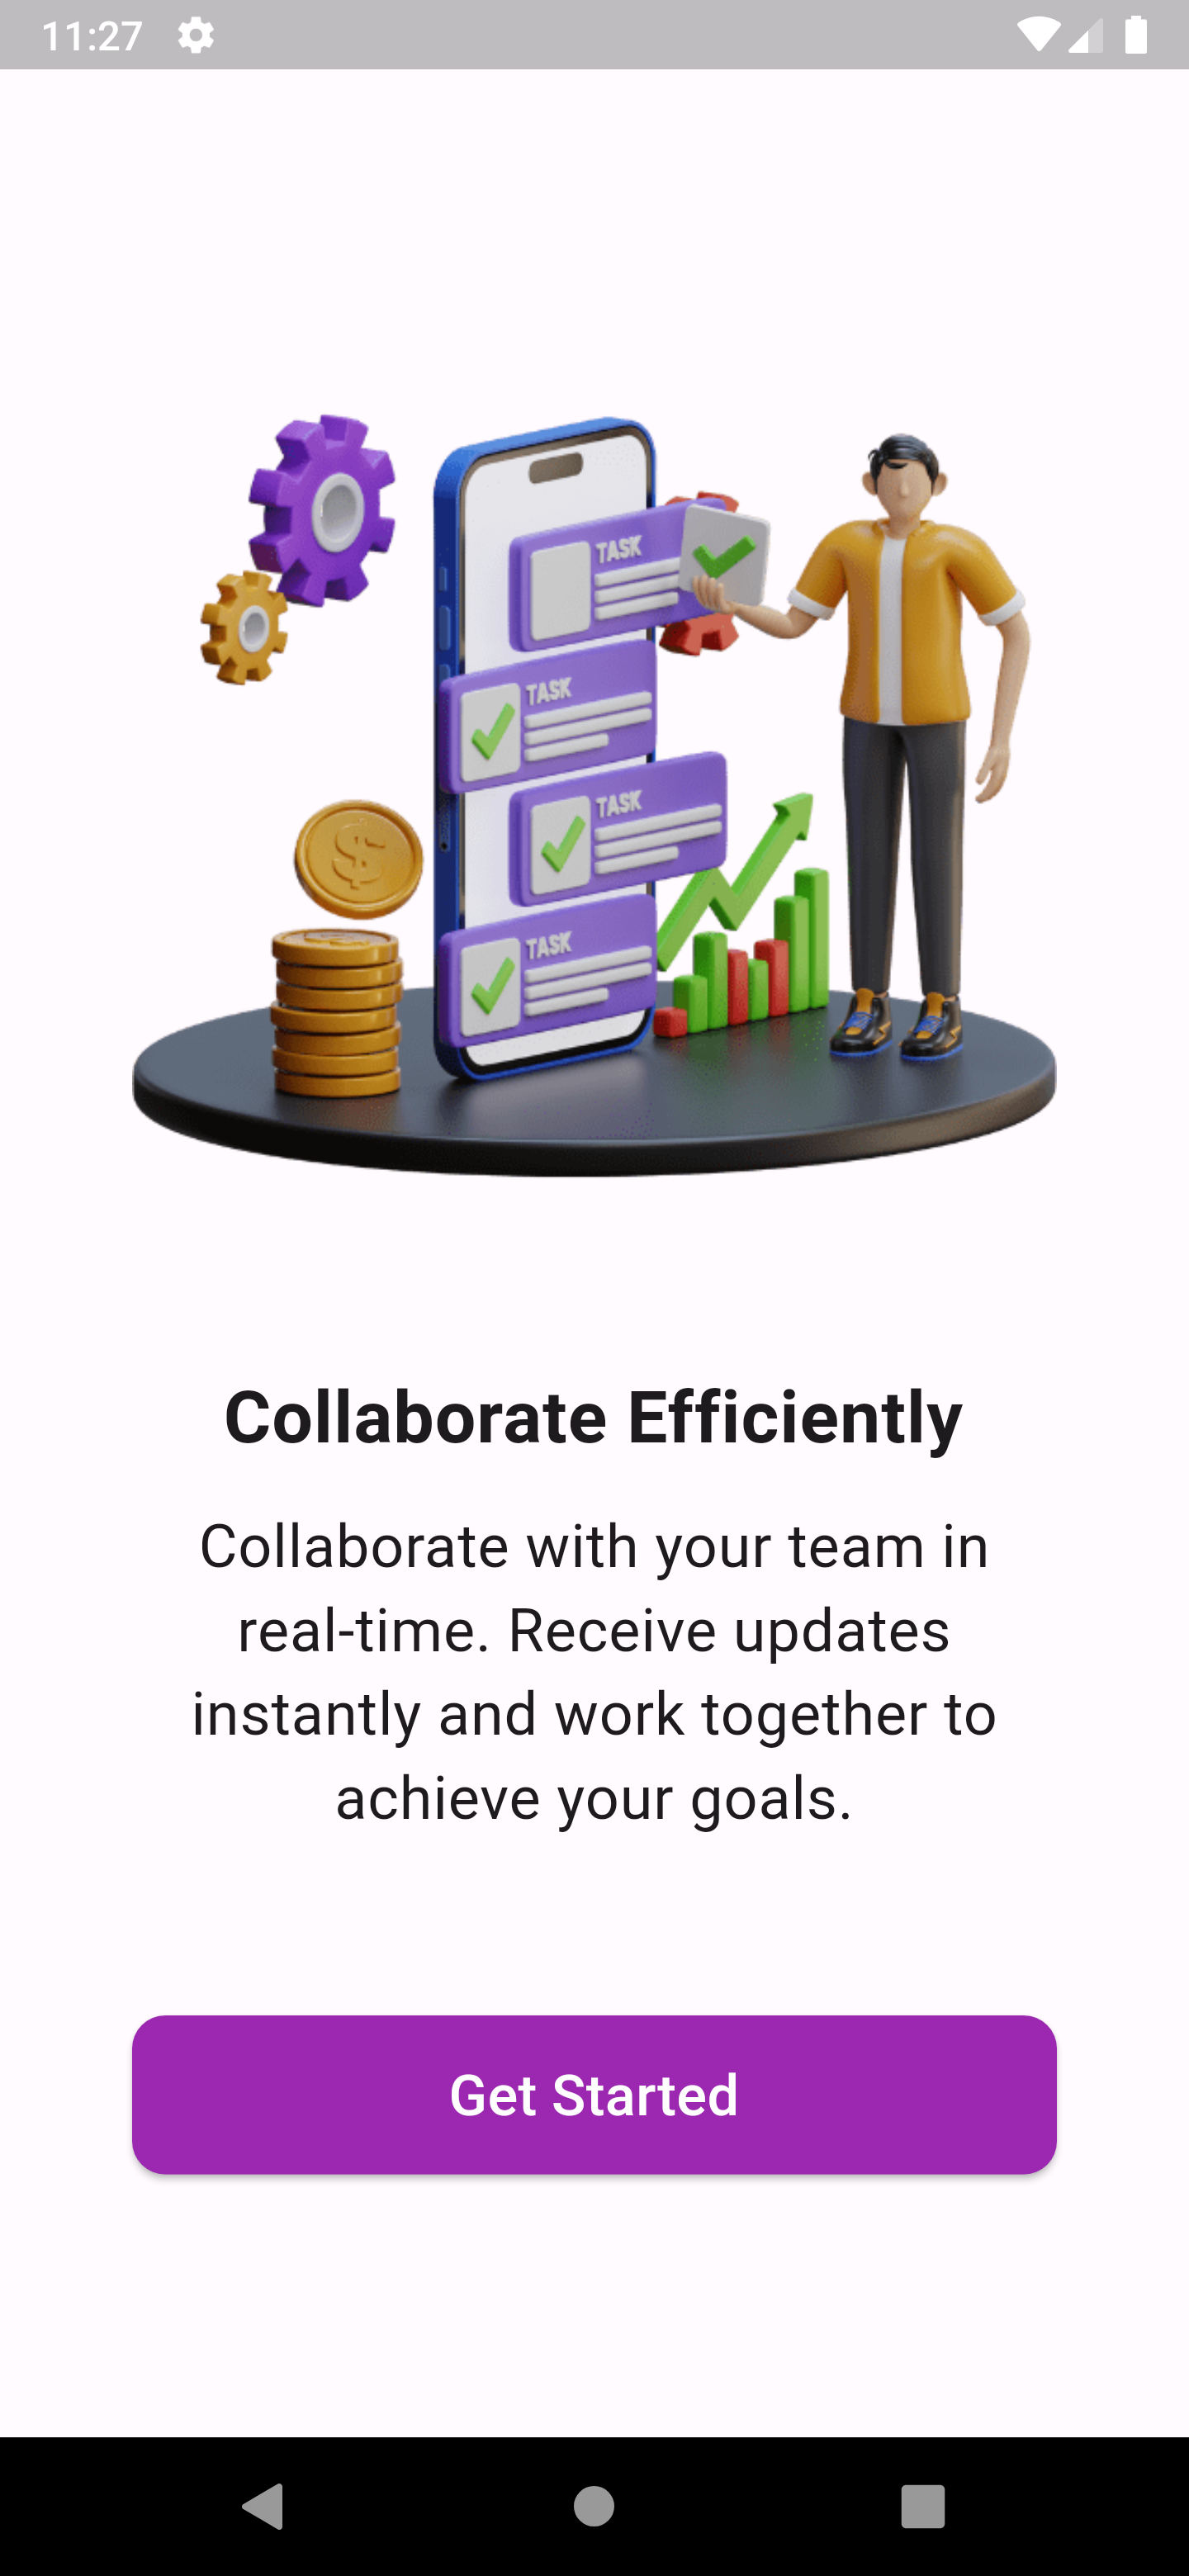 11:27
TASK
TASK
TASK
TASK
Collaborate Efficiently
Collaborate with your team in
real-time. Receive updates
instantly and work together to
achieve your goals.
Get Started